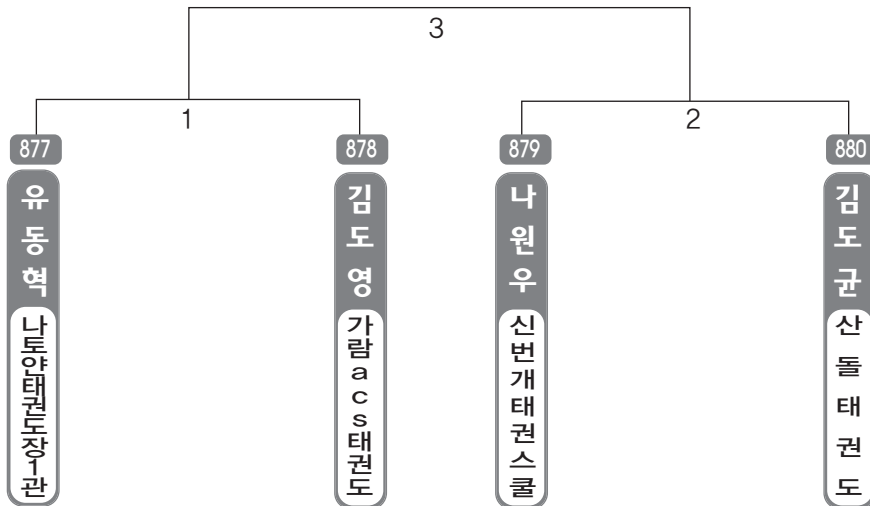 3
1
2
877
유동혁
나토얀태권도장1관
878
김도영
가람acs태권도
879
나원우
신번개태권스쿨
880
김도균
산돌태권도